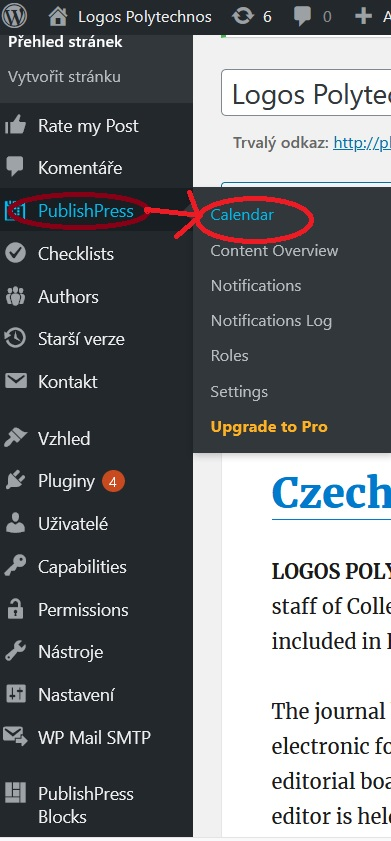 Logos Polytechnos
6
0
Přehled stránek
Vytvořit stránku
Rate my Post
Komentáře
PublishPress
Checklists
Authors
Starší verze
Kontakt
Vzhled
Pluginy 4
Uživatelé
Capabilities
Permissions
Nástroje
Nastavení
WP Mail SMTP
PublishPress
Blocks
Calendar
Content Overview
Notifications
Notifications Log
Roles
Settings
Upgrade to Pro
Logos Polytec
Trvalý odkaz: http://pl
Czech
LOGOS POLY
staff of Colle
included in
The journal
electronic fo
editorial boa
editor is held